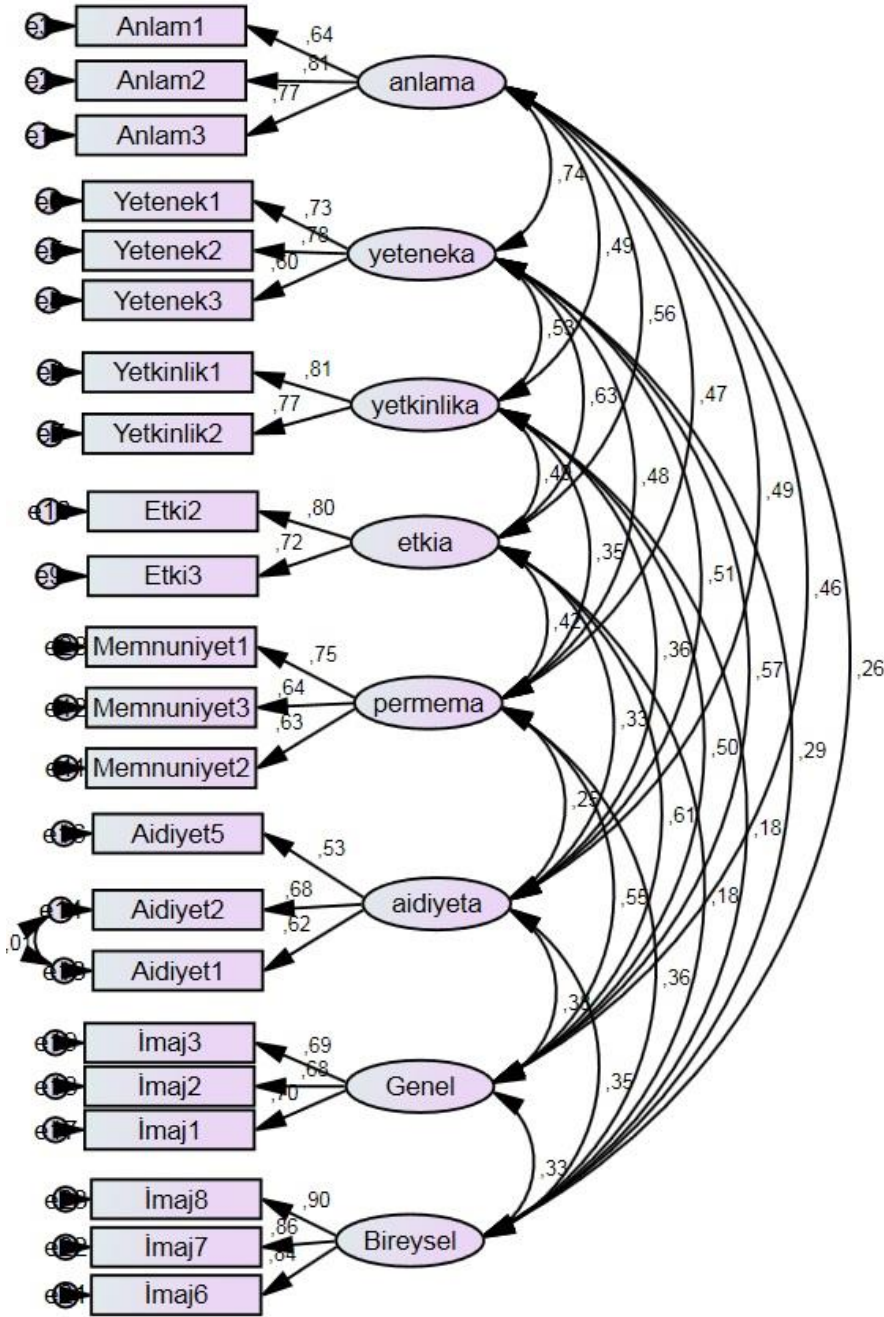 Anlam1
,64
Anlam2
,81
anlama
,77
Anlam3
,74
Yetenek1
,73
Yetenek2
,78
yeteneka
,49
,60
Yetenek3
,56
,53
Yetkinlik1
,81
,63
,47
yetkinlika
Yetkinlik2
,77
,48
,49
Etki2
,80
etkia
,35
,51
,46
Etki3
,72
,42
,36
Memnuniyet1
,75
,57
,26
Memnuniyet3
,64
permema
,33
,50
,29
Memnuniyet2
,63
,25
,61
,18
Aidiyet5
,53
Aidiyet2
,68
aidiyeta
,55
,18
Aidiyet1
,62
,36
İmaj3
,69
İmaj2
,68
Genel
,35
İmaj1
,70
,33
İmaj8
,90
İmaj7
,86
Bireysel
İmaj6
,84